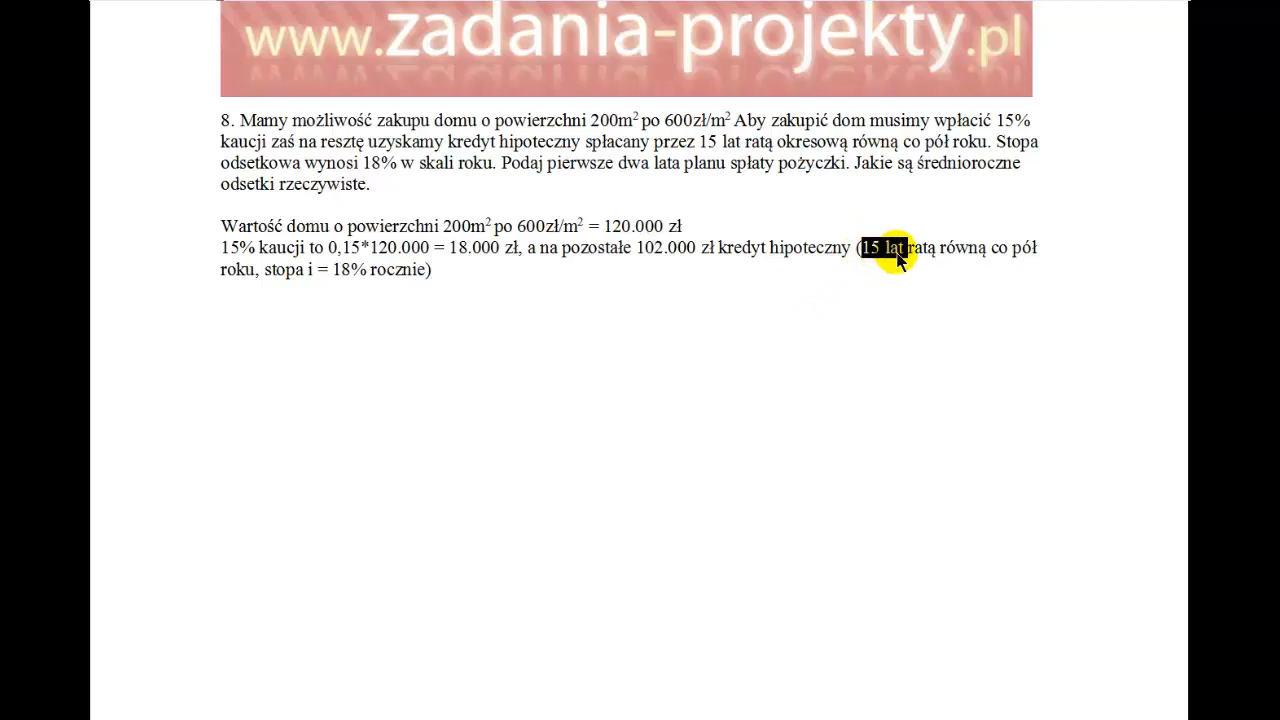 www.zadania-projekty.pl
8. Mamy możliwość zakupu domu o powierzchni 200m² po 600zł/m² Aby zakupić dom musimy wpłacić 15%
kaucji zaś na resztę uzyskamy kredyt hipoteczny spłacany przez 15 lat ratą okresową równą co pół roku. Stopa
odsetkowa wynosi 18% w skali roku. Podaj pierwsze dwa lata planu spłaty pożyczki. Jakie są średnioroczne
odsetki rzeczywiste.
Wartość domu o powierzchni 200m² po 600zł/m² = 120.000 zł
15% kaucji to 0,15*120.000 = 18.000 zł, a na pozostałe 102.000 zł kredyt hipoteczny (15 lat ratą równą co pół
roku, stopa i = 18% rocznie)